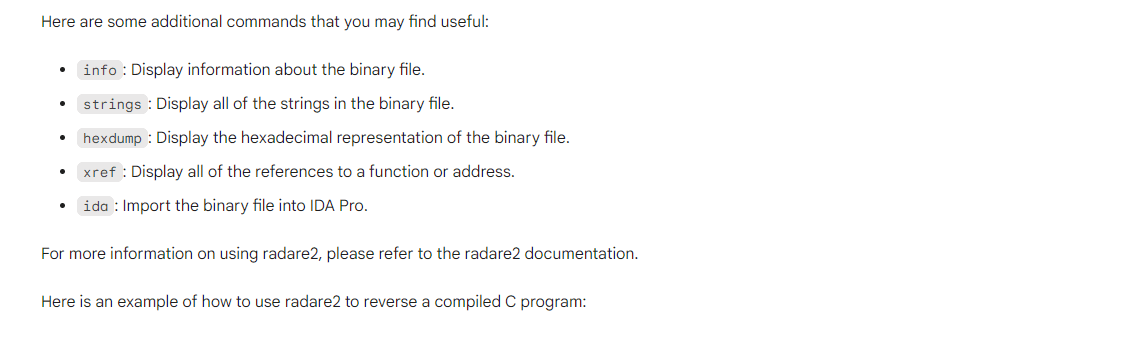 Here are some additional commands that you may find useful:
• info : Display information about the binary file.
• strings : Display all of the strings in the binary file.
• hexdump : Display the hexadecimal representation of the binary file.
• xref : Display all of the references to a function or address.
• ida : Import the binary file into IDA Pro.
For more information on using radare2, please refer to the radare2 documentation.
Here is an example of how to use radare2 to reverse a compiled C program: